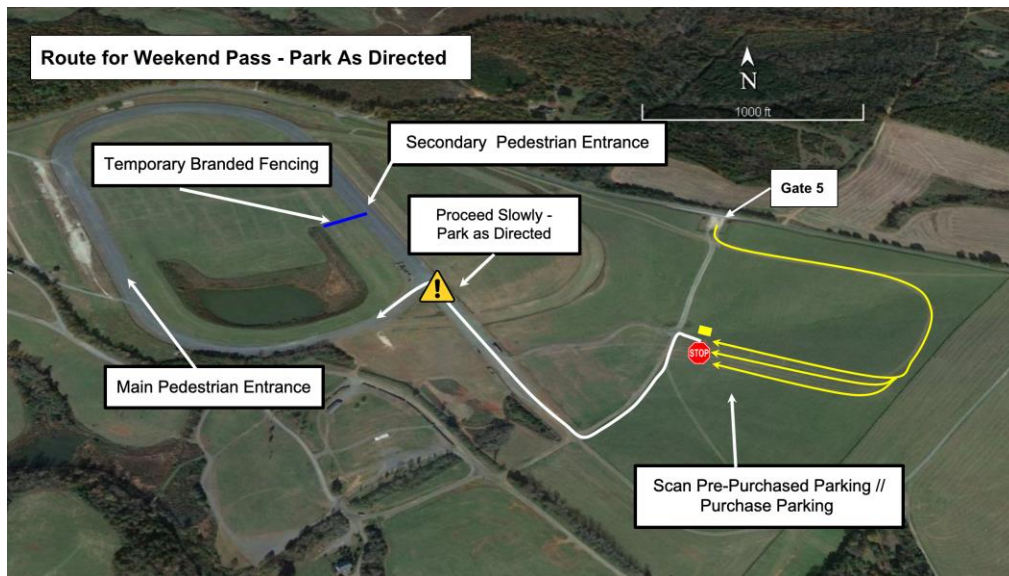 Route for Weekend Pass - Park As Directed
N
1000 ft
Secondary Pedestrian Entrance
Temporary Branded Fencing
Gate 5
Proceed Slowly -
Park as Directed
STOP
Main Pedestrian Entrance
Scan Pre-Purchased Parking //
Purchase Parking